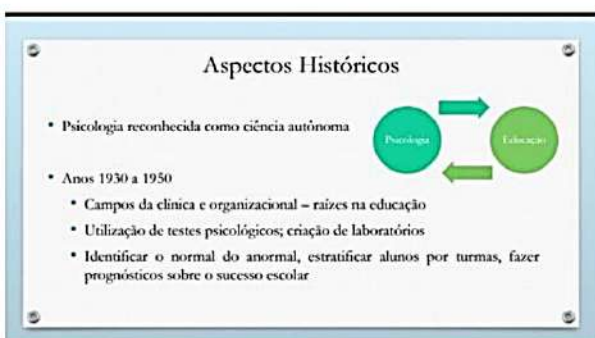 Aspectos Históricos
• Psicologia reconhecida como ciência autônoma
Psicologia
Educação
• Anos 1930 a 1950
• Campos da clínica e organizacional – raízes na educação
• Utilização de testes psicológicos; criação de laboratórios
• Identificar o normal do anormal, estratificar alunos por turmas, fazer
prognósticos sobre o sucesso escolar